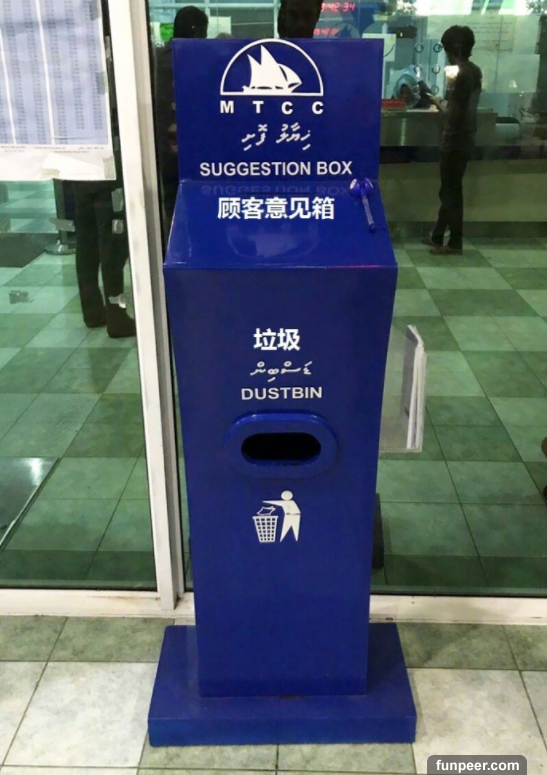 MTCC
ޚިޔާލު ފޮށި
SUGGESTION BOX
顾客意见箱
垃圾
ޑަސްބިން
DUSTBIN
funpeer.com